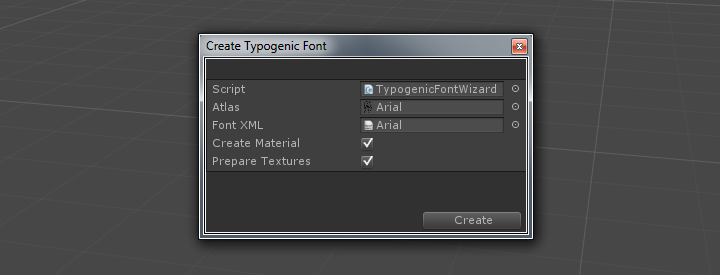 Create Typogenic Font
Script TypogenicFontWizard
Atlas Arial
Font XML Arial
Create Material
Prepare Textures
Create